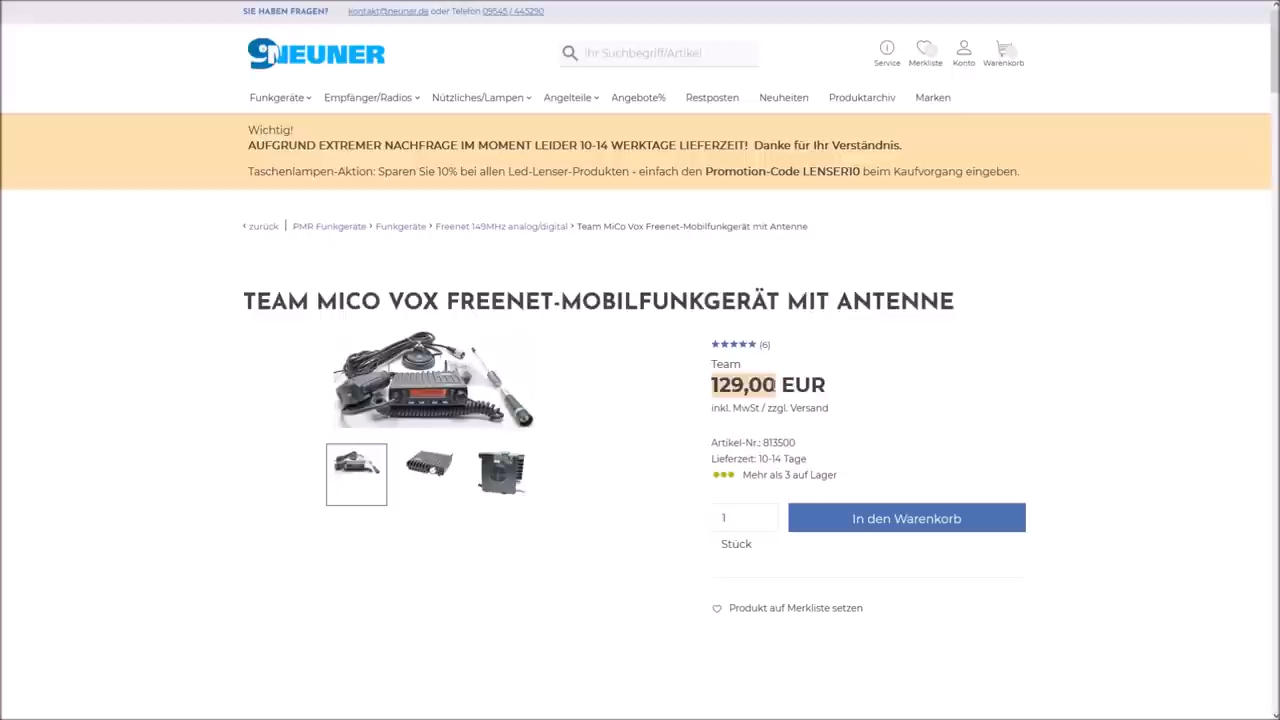 SIE HABEN FRAGEN? kontakt@neuner.de oder Telefon 09545 / 445290
NEUNER
Ihr Suchbegriff/Artikel
Service Merkliste Konto Warenkorb
Funkgeräte Empfänger/Radios Nützliches/Lampen Angelteile Angebote% Restposten Neuheiten Produktarchiv Marken
Wichtig!
AUFGRUND EXTREMER NACHFRAGE IM MOMENT LEIDER 10-14 WERKTAGE LIEFERZEIT! Danke für Ihr Verständnis.
Taschenlampen-Aktion: Sparen Sie 10% bei allen Led-Lenser-Produkten - einfach den Promotion-Code LENSER10 beim Kaufvorgang eingeben.
‹ zurück | PMR Funkgeräte › Funkgeräte › Freenet 149MHz analog/digital › Team MiCo Vox Freenet-Mobilfunkgerät mit Antenne
TEAM MICO VOX FREENET-MOBILFUNKGERÄT MIT ANTENNE
★★★★★ (6)
Team
129,00 EUR
inkl. MwSt / zzgl. Versand
Artikel-Nr.: 813500
Lieferzeit: 10-14 Tage
Mehr als 3 auf Lager
1 In den Warenkorb
Stück
Produkt auf Merkliste setzen